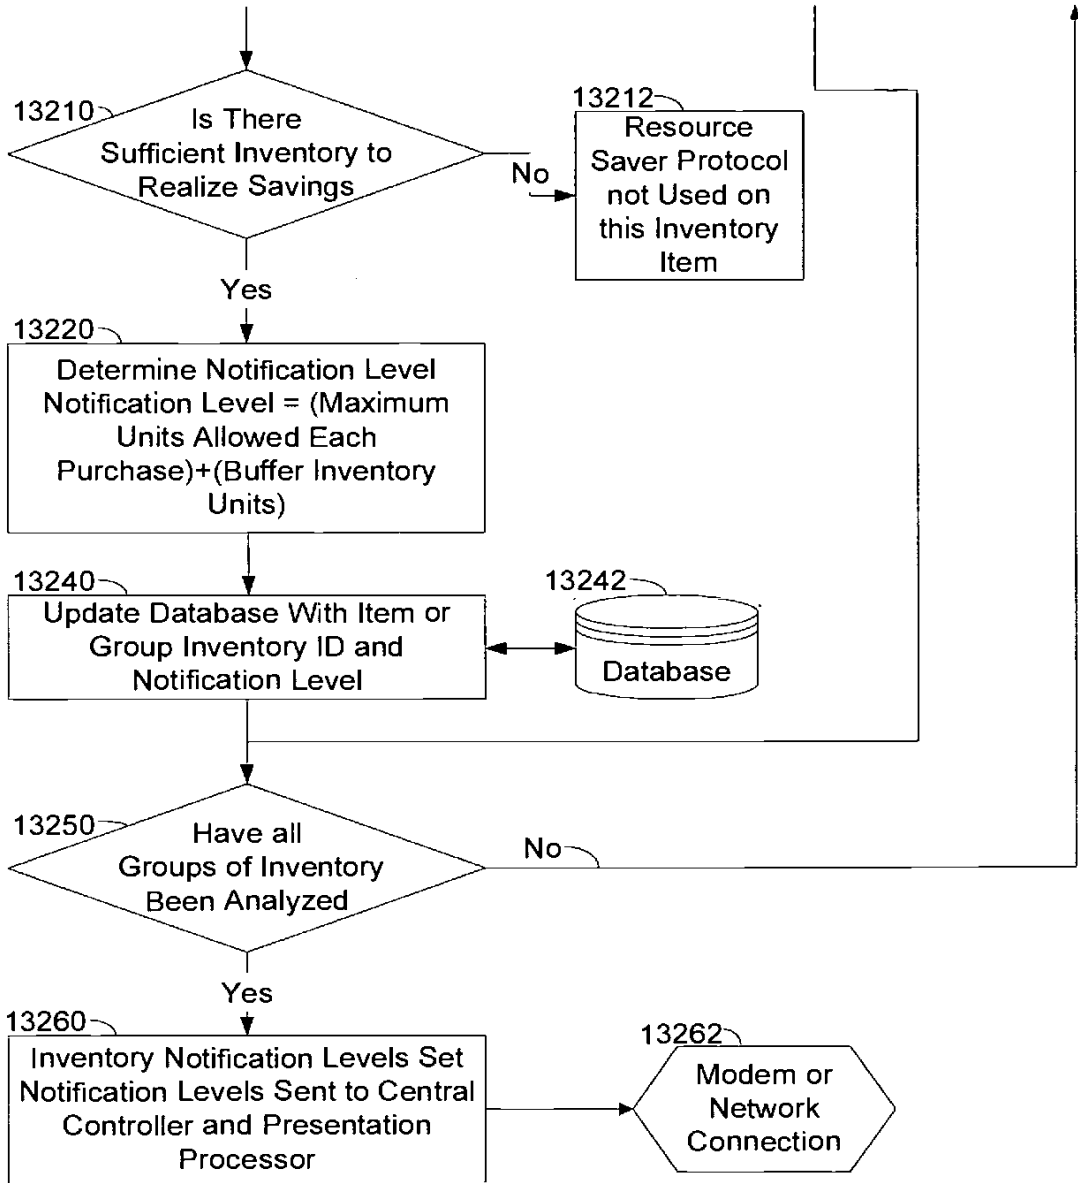 13210
Is There
Sufficient Inventory to
Realize Savings
No
13212
Resource
Saver Protocol
not Used on
this Inventory
Item
Yes
13220
Determine Notification Level
Notification Level = (Maximum
Units Allowed Each
Purchase)+(Buffer Inventory
Units)
13240
Update Database With Item or
Group Inventory ID and
Notification Level
13242
Database
13250
Have all
Groups of Inventory
Been Analyzed
No
Yes
13260
Inventory Notification Levels Set
Notification Levels Sent to Central
Controller and Presentation
Processor
13262
Modem or
Network
Connection